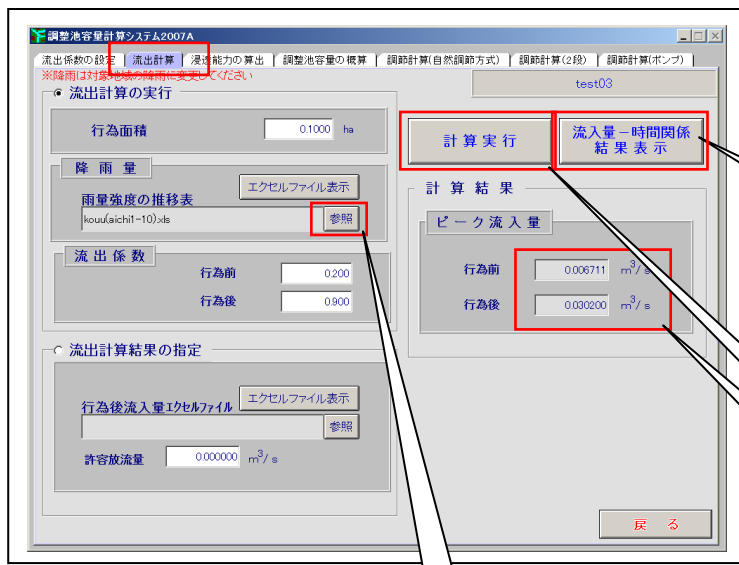 調整池容量計算システム2007A
流出係数の設定 流出計算 浸透能力の算出 調整池容量の概算 調節計算(自然調節方式) 調節計算(2段) 調節計算(ポンプ)
※降雨は対象地域の降雨に変更してください
test03
流出計算の実行
行為面積 0.1000 ha
計算実行
流入量－時間関係
結果表示
降雨量
エクセルファイル表示
雨量強度の推移表
kouu(aichi1-10).xls 参照
計算結果
ピーク流入量
流出係数
行為前 0.200
行為後 0.900
行為前 0.006711 m3/s
行為後 0.030200 m3/s
流出計算結果の指定
エクセルファイル表示
行為後流入量エクセルファイル
参照
許容放流量 0.000000 m3/s
戻る